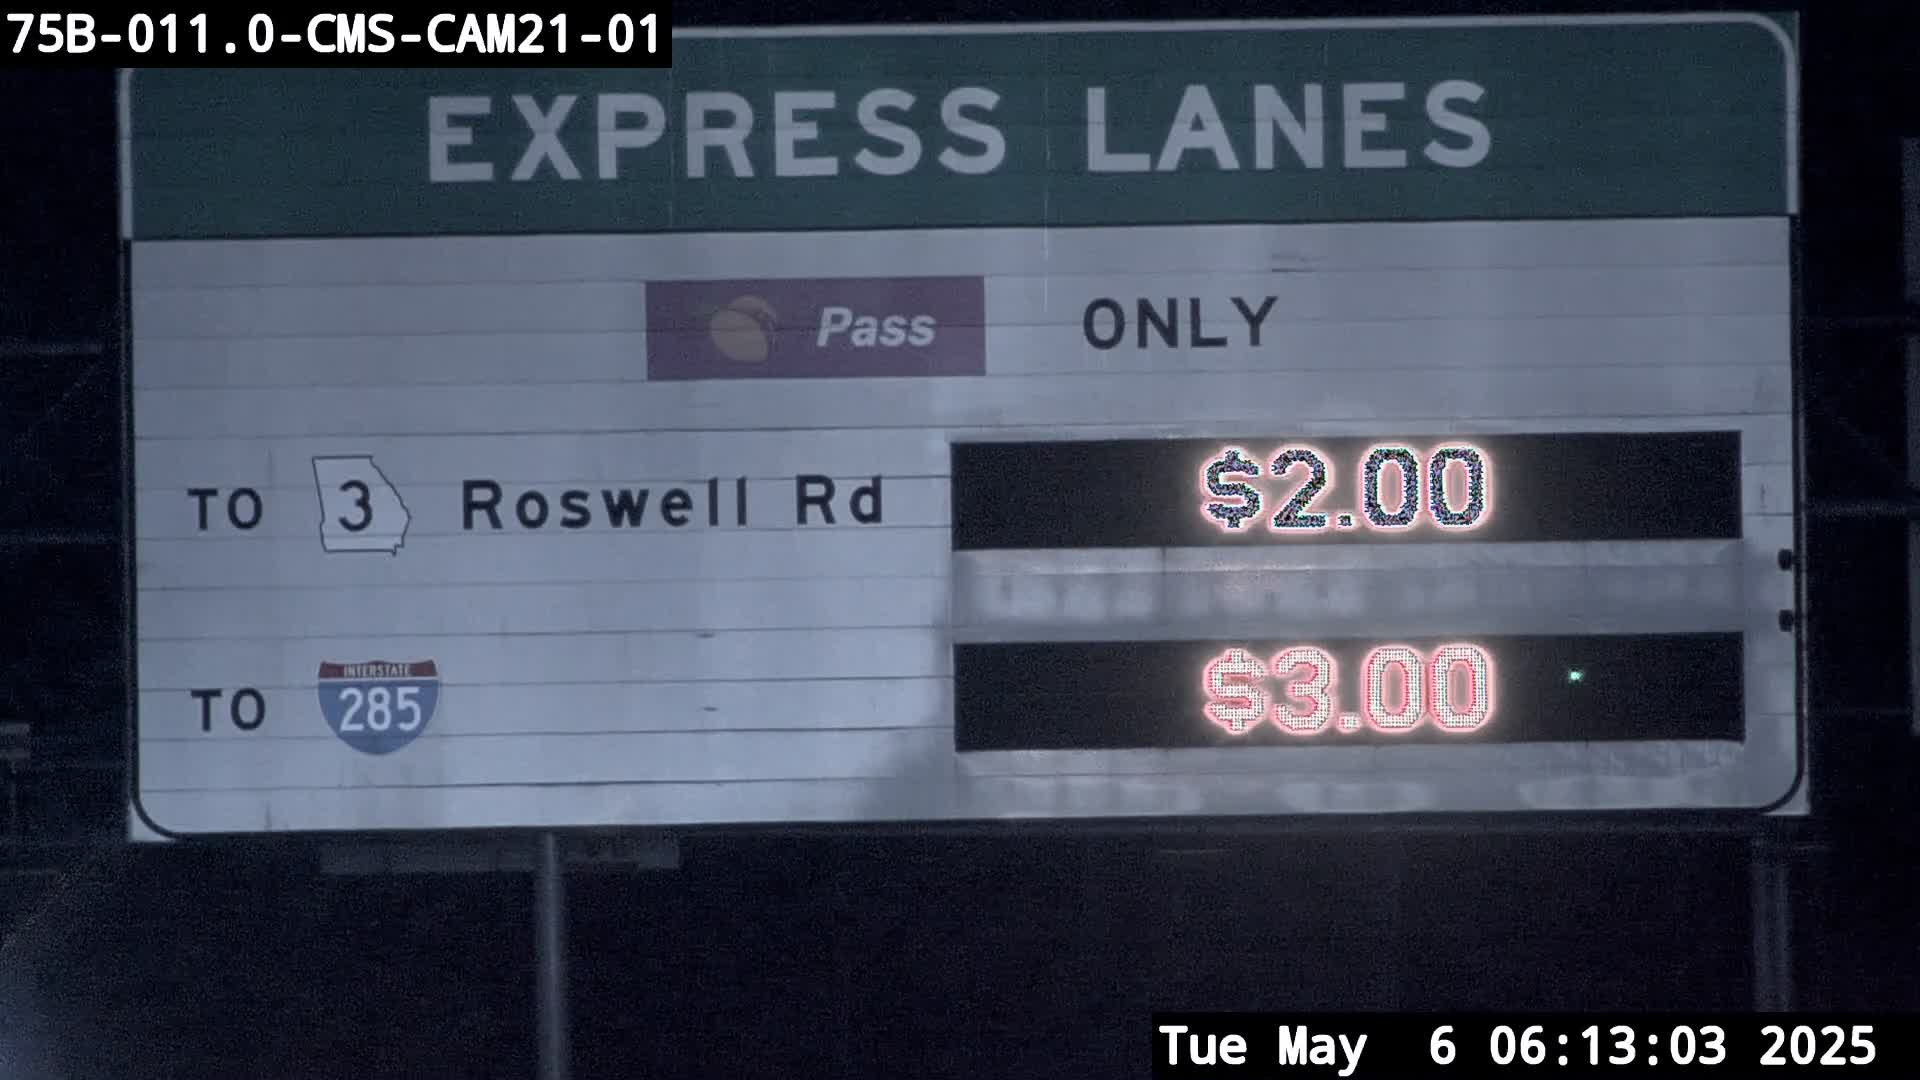 75B-011.0-CMS-CAM21-01
EXPRESS LANES
Pass ONLY
TO 3 Roswell Rd $2.00
TO INTERSTATE 285 $3.00
Tue May 6 06:13:03 2025